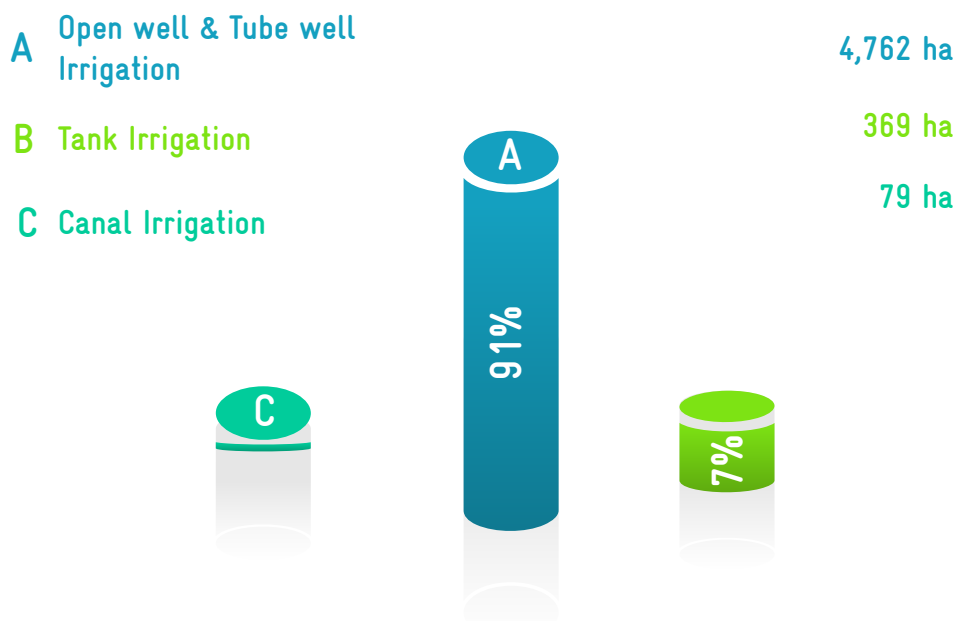 A
Open well & Tube well
Irrigation
4,762 ha
B
Tank Irrigation
369 ha
C
Canal Irrigation
79 ha
A
91%
C
7%